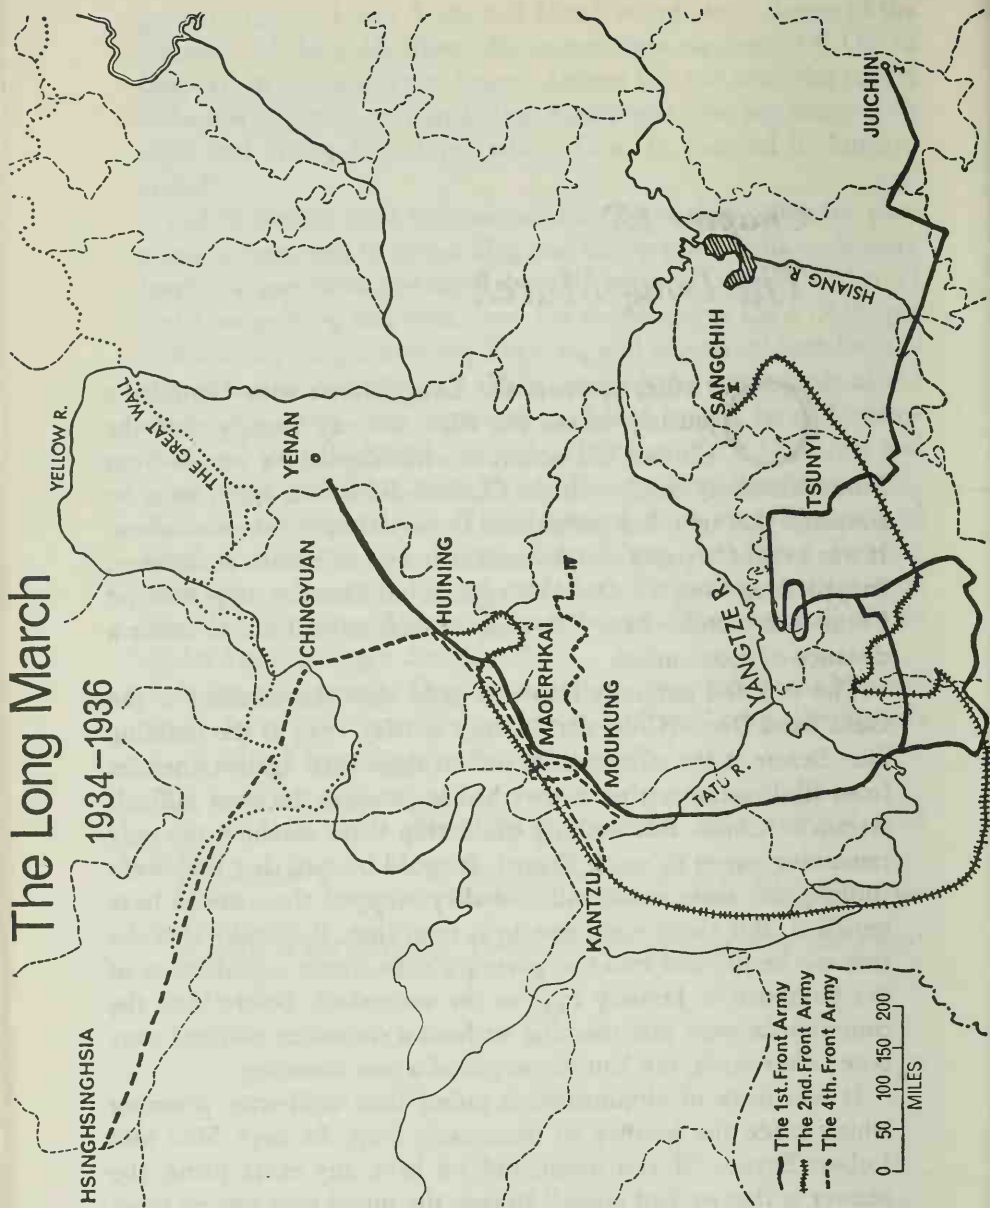 The Long March
1934–1936
HSINGHSINGHSIA
YELLOW R.
THE GREAT WALL
YENAN
CHINGYUAN
HUINING
MAOERHKAI
IV
MOUKUNG
KANTZU
TATU R.
YANGTZE R.
TSUNYI
SANGCHIH
II
HSIANG R.
JUICHIN
I
The 1st. Front Army
The 2nd. Front Army
The 4th. Front Army
0 50 100 150 200
MILES